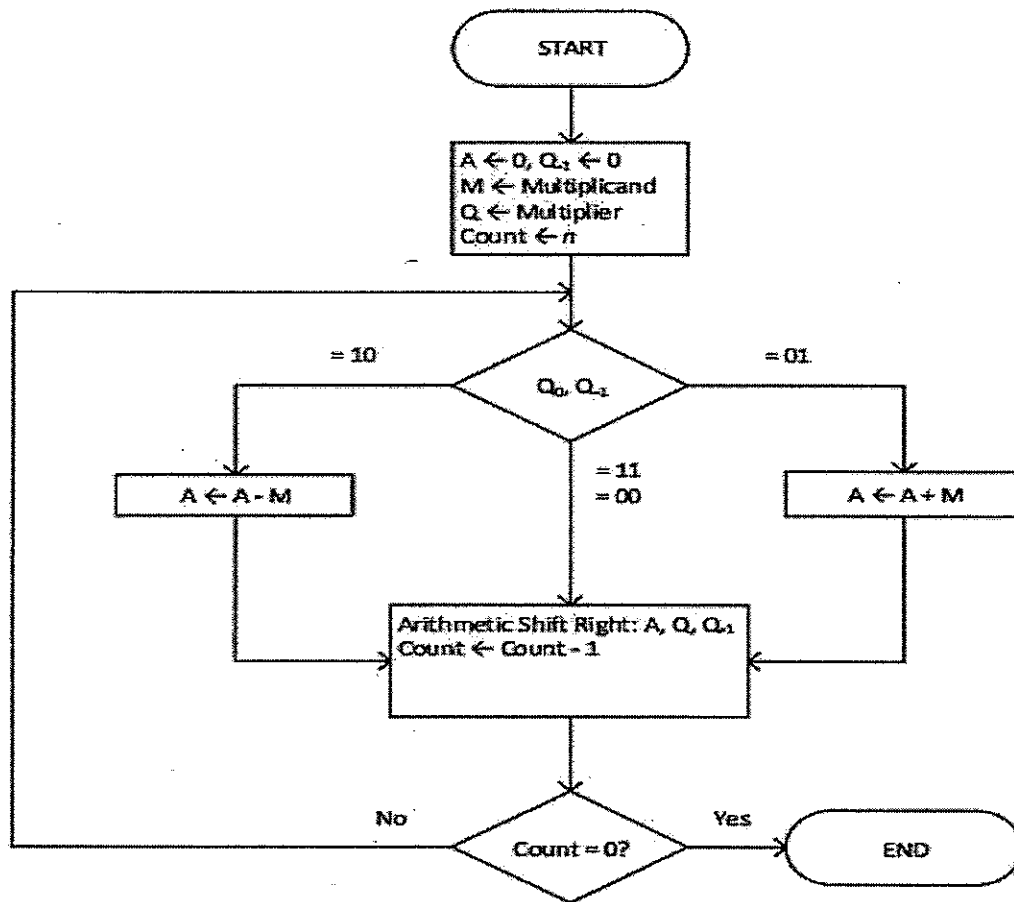 START
A ← 0, Q₋₁ ← 0
M ← Multiplicand
Q ← Multiplier
Count ← n
= 10
= 01
Q₀, Q₋₁
= 11
= 00
A ← A - M
A ← A + M
Arithmetic Shift Right: A, Q, Q₋₁
Count ← Count - 1
No
Yes
Count = 0?
END